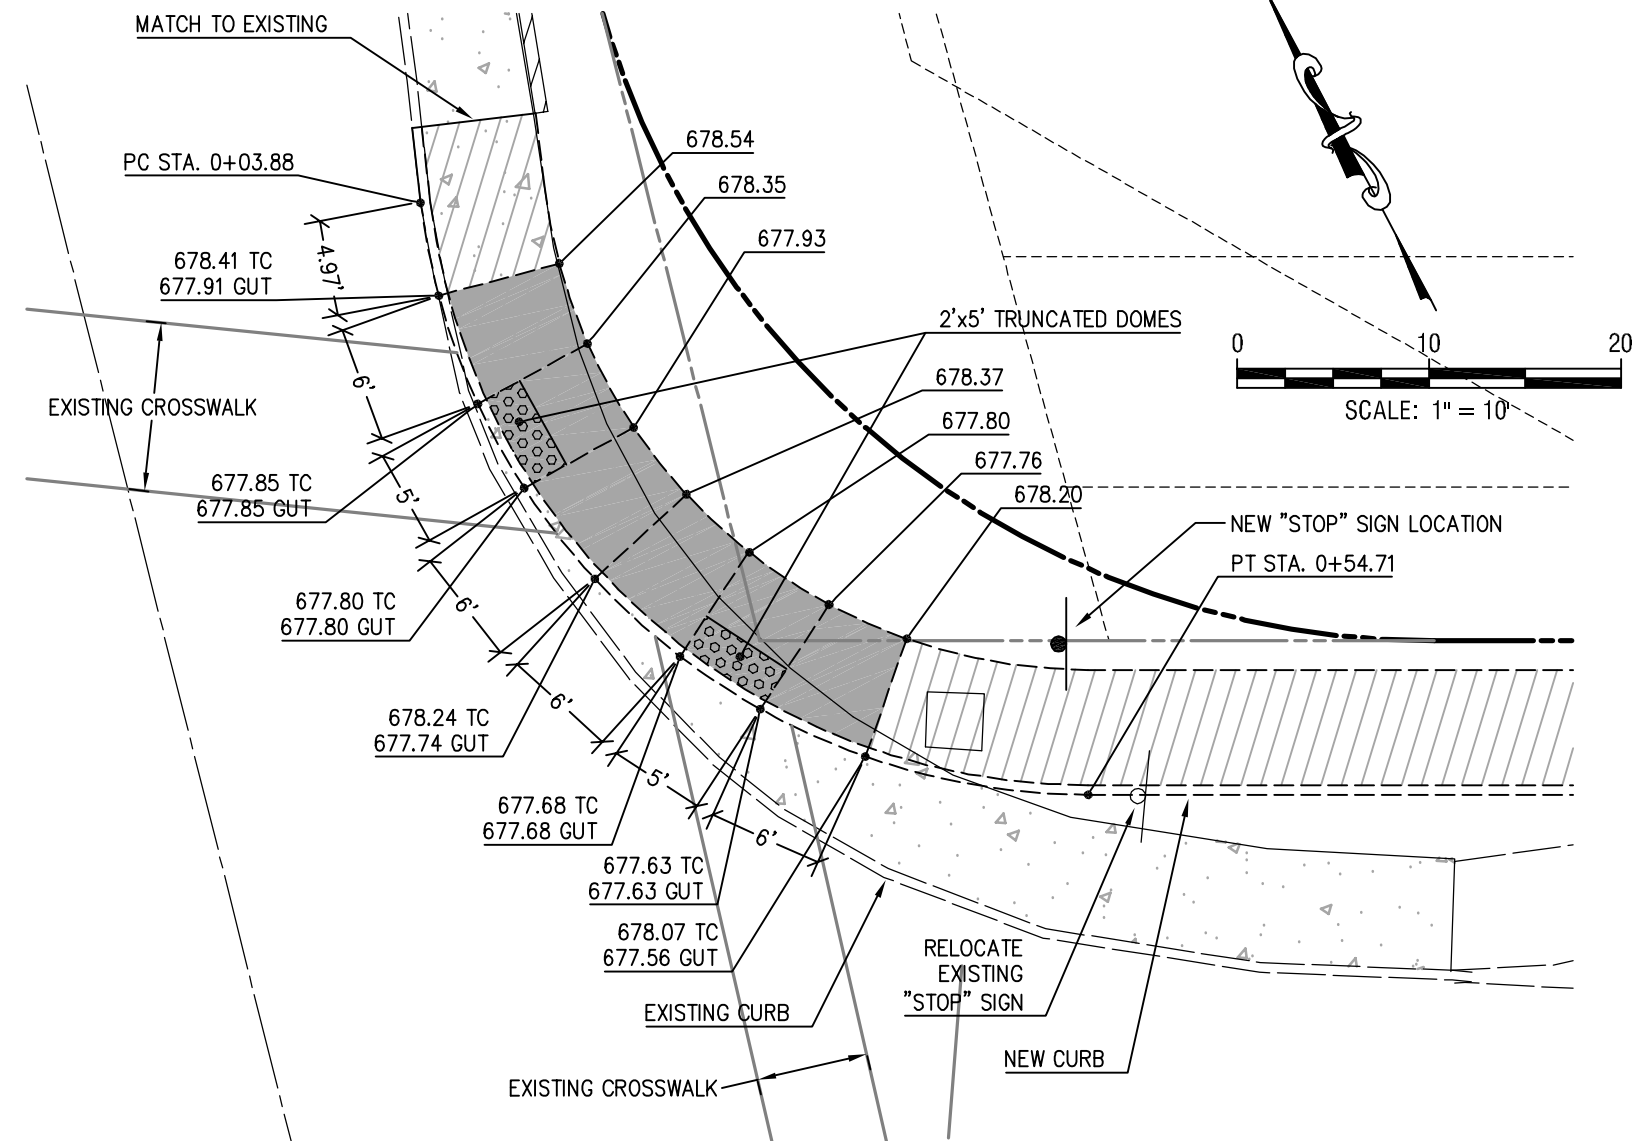 MATCH TO EXISTING
678.54
PC STA. 0+03.88
678.35
677.93
4.97'
678.41 TC
677.91 GUT
2'x5' TRUNCATED DOMES
0 10 20
SCALE: 1" = 10'
678.37
6'
EXISTING CROSSWALK
677.80
677.76
678.20
677.85 TC
677.85 GUT
5'
NEW "STOP" SIGN LOCATION
PT STA. 0+54.71
677.80 TC
677.80 GUT
6'
6'
678.24 TC
677.74 GUT
5'
677.68 TC
677.68 GUT
6'
677.63 TC
677.63 GUT
678.07 TC
677.56 GUT
RELOCATE
EXISTING
"STOP" SIGN
EXISTING CURB
NEW CURB
EXISTING CROSSWALK